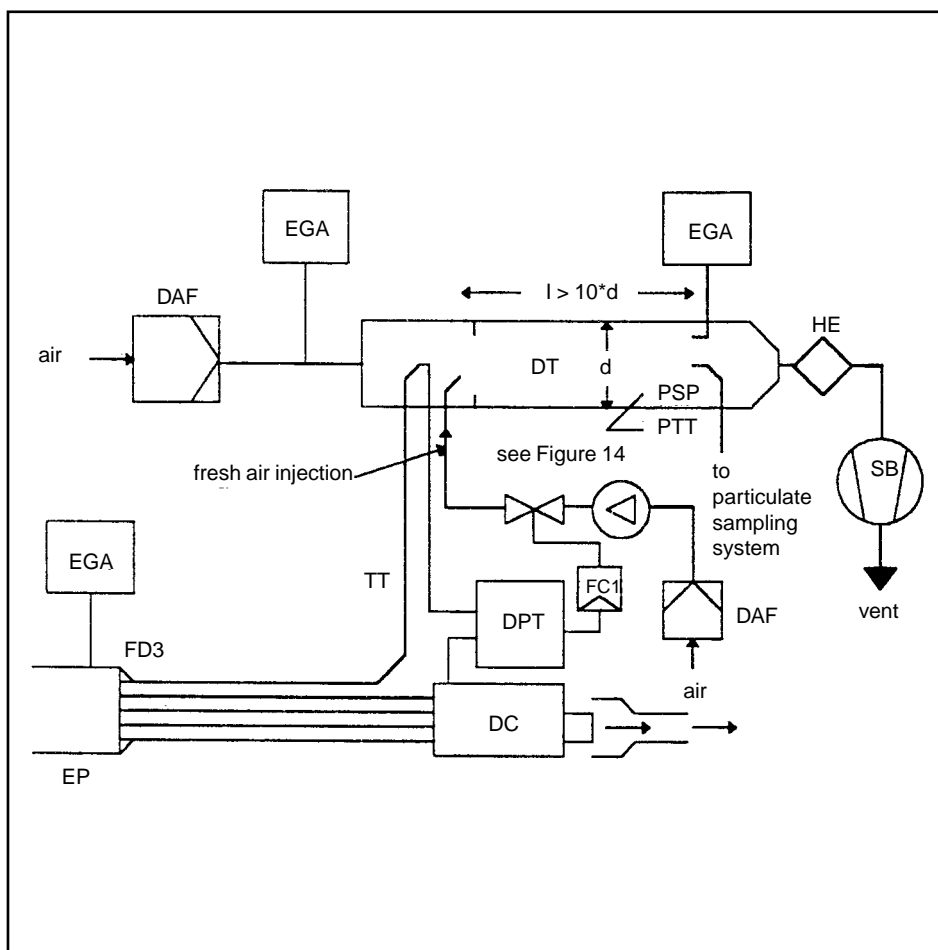 EGA
EGA
DAF
l > 10*d
HE
air
DT
d
PSP
PTT
see Figure 14
fresh air injection
to
particulate
sampling
system
SB
EGA
TT
FC1
DPT
DAF
vent
FD3
air
DC
EP